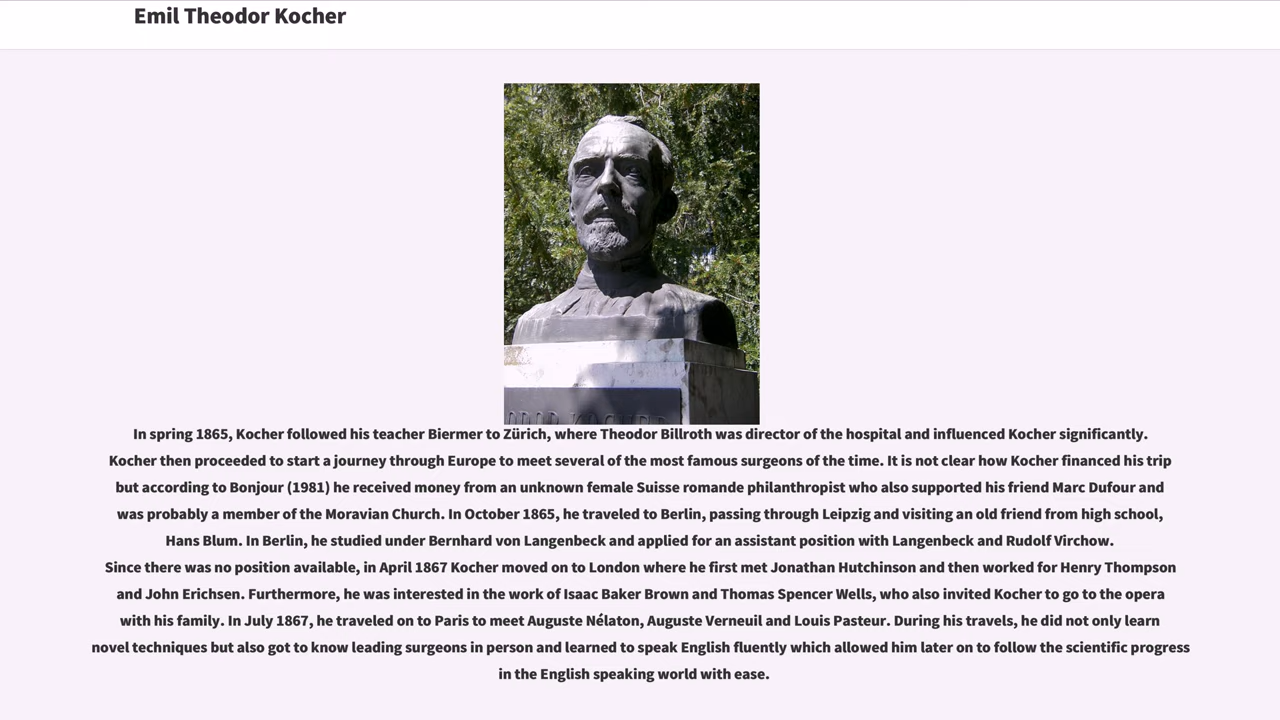 Emil Theodor Kocher
ODOR KOCHER
In spring 1865, Kocher followed his teacher Biermer to Zürich, where Theodor Billroth was director of the hospital and influenced Kocher significantly.
Kocher then proceeded to start a journey through Europe to meet several of the most famous surgeons of the time. It is not clear how Kocher financed his trip
but according to Bonjour (1981) he received money from an unknown female Suisse romande philanthropist who also supported his friend Marc Dufour and
was probably a member of the Moravian Church. In October 1865, he traveled to Berlin, passing through Leipzig and visiting an old friend from high school,
Hans Blum. In Berlin, he studied under Bernhard von Langenbeck and applied for an assistant position with Langenbeck and Rudolf Virchow.
Since there was no position available, in April 1867 Kocher moved on to London where he first met Jonathan Hutchinson and then worked for Henry Thompson
and John Erichsen. Furthermore, he was interested in the work of Isaac Baker Brown and Thomas Spencer Wells, who also invited Kocher to go to the opera
with his family. In July 1867, he traveled on to Paris to meet Auguste Nélaton, Auguste Verneuil and Louis Pasteur. During his travels, he did not only learn
novel techniques but also got to know leading surgeons in person and learned to speak English fluently which allowed him later on to follow the scientific progress
in the English speaking world with ease.